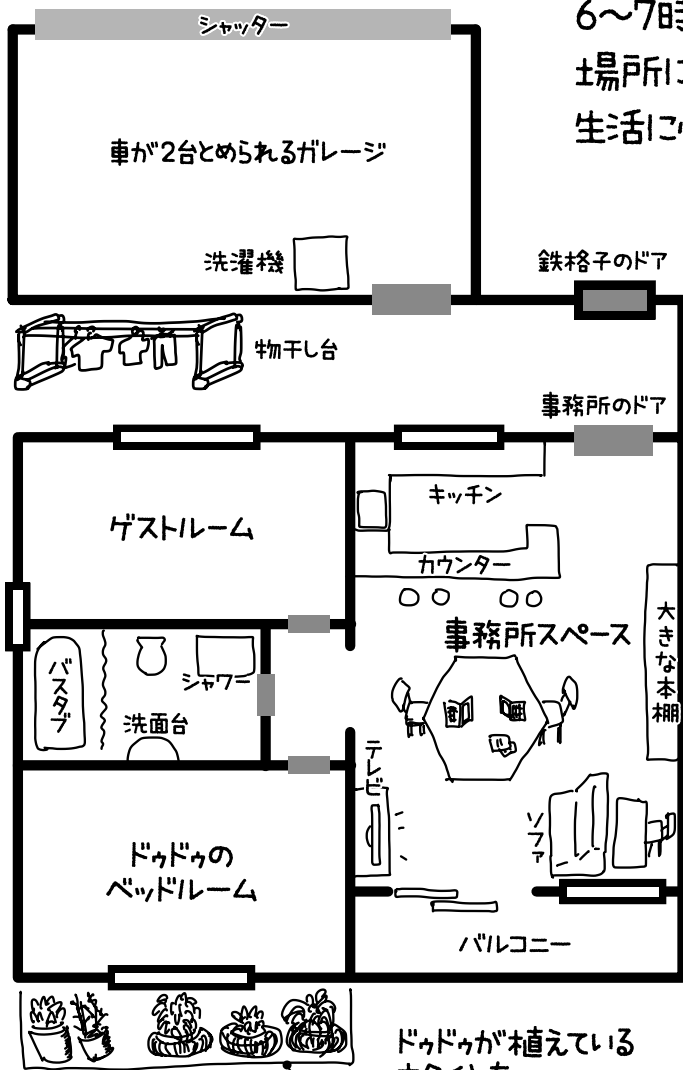 シャッター
6〜7時
場所に
生活に
車が2台とめられるガレージ
洗濯機
鉄格子のドア
物干し台
事務所のドア
キッチン
ゲストルーム
カウンター
事務所スペース
大きな本棚
バスタブ
シャワー
洗面台
テレビ
ソファ
ドゥドゥの
ベッドルーム
バルコニー
ドゥドゥが植えている